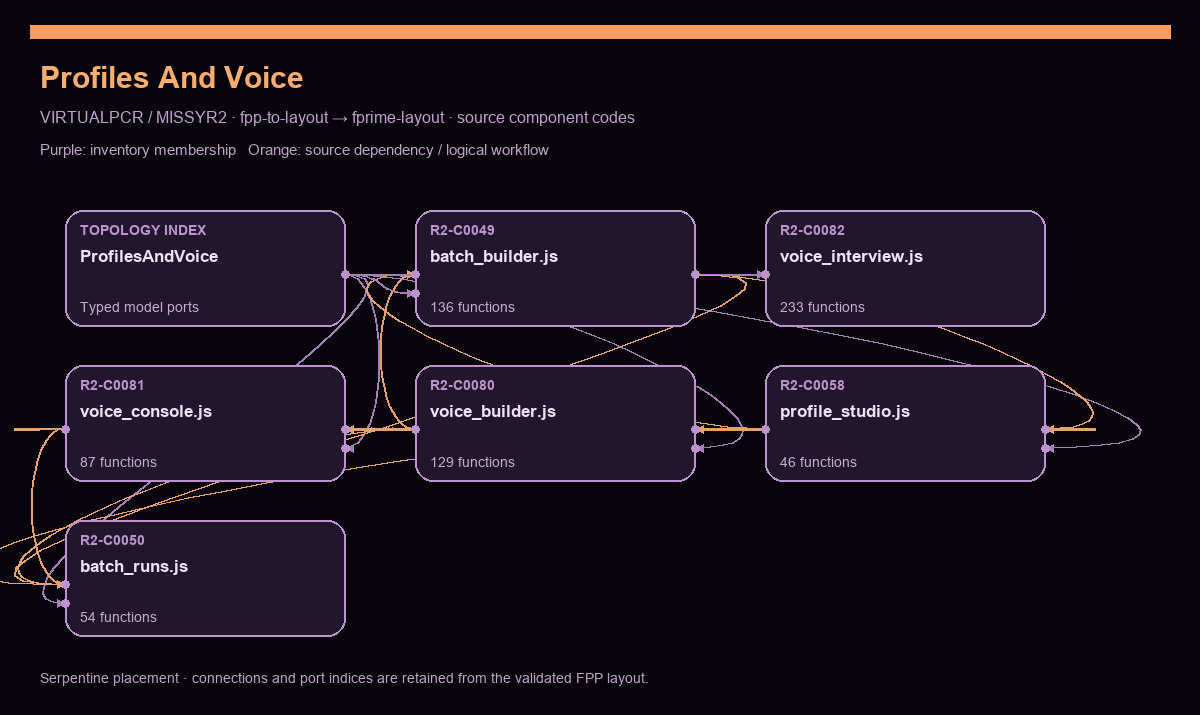 Profiles And Voice
VIRTUALPCR / MISSYR2 · fpp-to-layout → fprime-layout · source component codes
Purple: inventory membership   Orange: source dependency / logical workflow
TOPOLOGY INDEX
ProfilesAndVoice
Typed model ports
R2-C0049
batch_builder.js
136 functions
R2-C0082
voice_interview.js
233 functions
R2-C0081
voice_console.js
87 functions
R2-C0080
voice_builder.js
129 functions
R2-C0058
profile_studio.js
46 functions
R2-C0050
batch_runs.js
54 functions
Serpentine placement · connections and port indices are retained from the validated FPP layout.